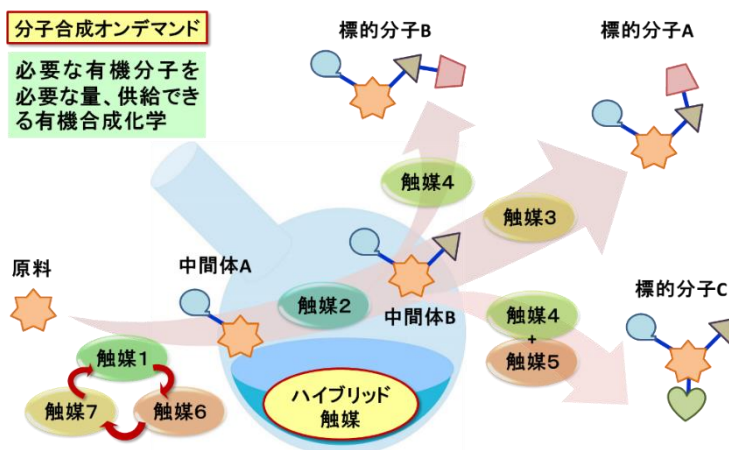 分子合成オンデマンド
必要な有機分子を
必要な量、供給でき
る有機合成化学
標的分子B
標的分子A
触媒4
触媒3
原料
中間体A
触媒2
中間体B
標的分子C
触媒4
+
触媒5
触媒1
触媒7
触媒6
ハイブリッド
触媒